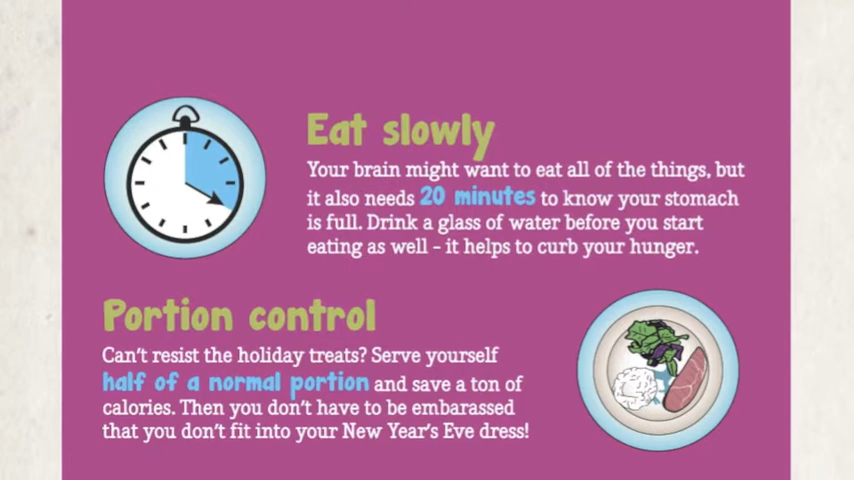 Eat slowly
Your brain might want to eat all of the things, but
it also needs 20 minutes to know your stomach
is full. Drink a glass of water before you start
eating as well - it helps to curb your hunger.
Portion control
Can't resist the holiday treats? Serve yourself
half of a normal portion and save a ton of
calories. Then you don't have to be embarassed
that you don't fit into your New Year's Eve dress!